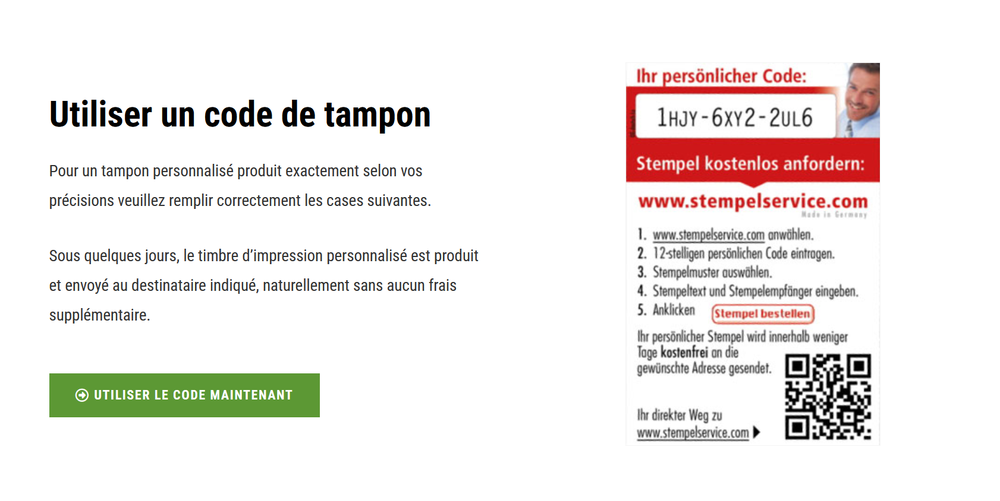 Utiliser un code de tampon
Pour un tampon personnalisé produit exactement selon vos
précisions veuillez remplir correctement les cases suivantes.
Sous quelques jours, le timbre d’impression personnalisé est produit
et envoyé au destinataire indiqué, naturellement sans aucun frais
supplémentaire.
UTILISER LE CODE MAINTENANT
Ihr persönlicher Code:
1HJY-6XY2-2UL6
Stempel kostenlos anfordern:
www.stempelservice.com
Made in Germany
1. www.stempelservice.com anwählen.
2. 12-stelligen persönlichen Code eintragen.
3. Stempelmuster auswählen.
4. Stempeltext und Stempelempfänger eingeben.
5. Anklicken Stempel bestellen
Ihr persönlicher Stempel wird innerhalb weniger
Tage kostenfrei an die
gewünschte Adresse gesendet.
Ihr direkter Weg zu
www.stempelservice.com